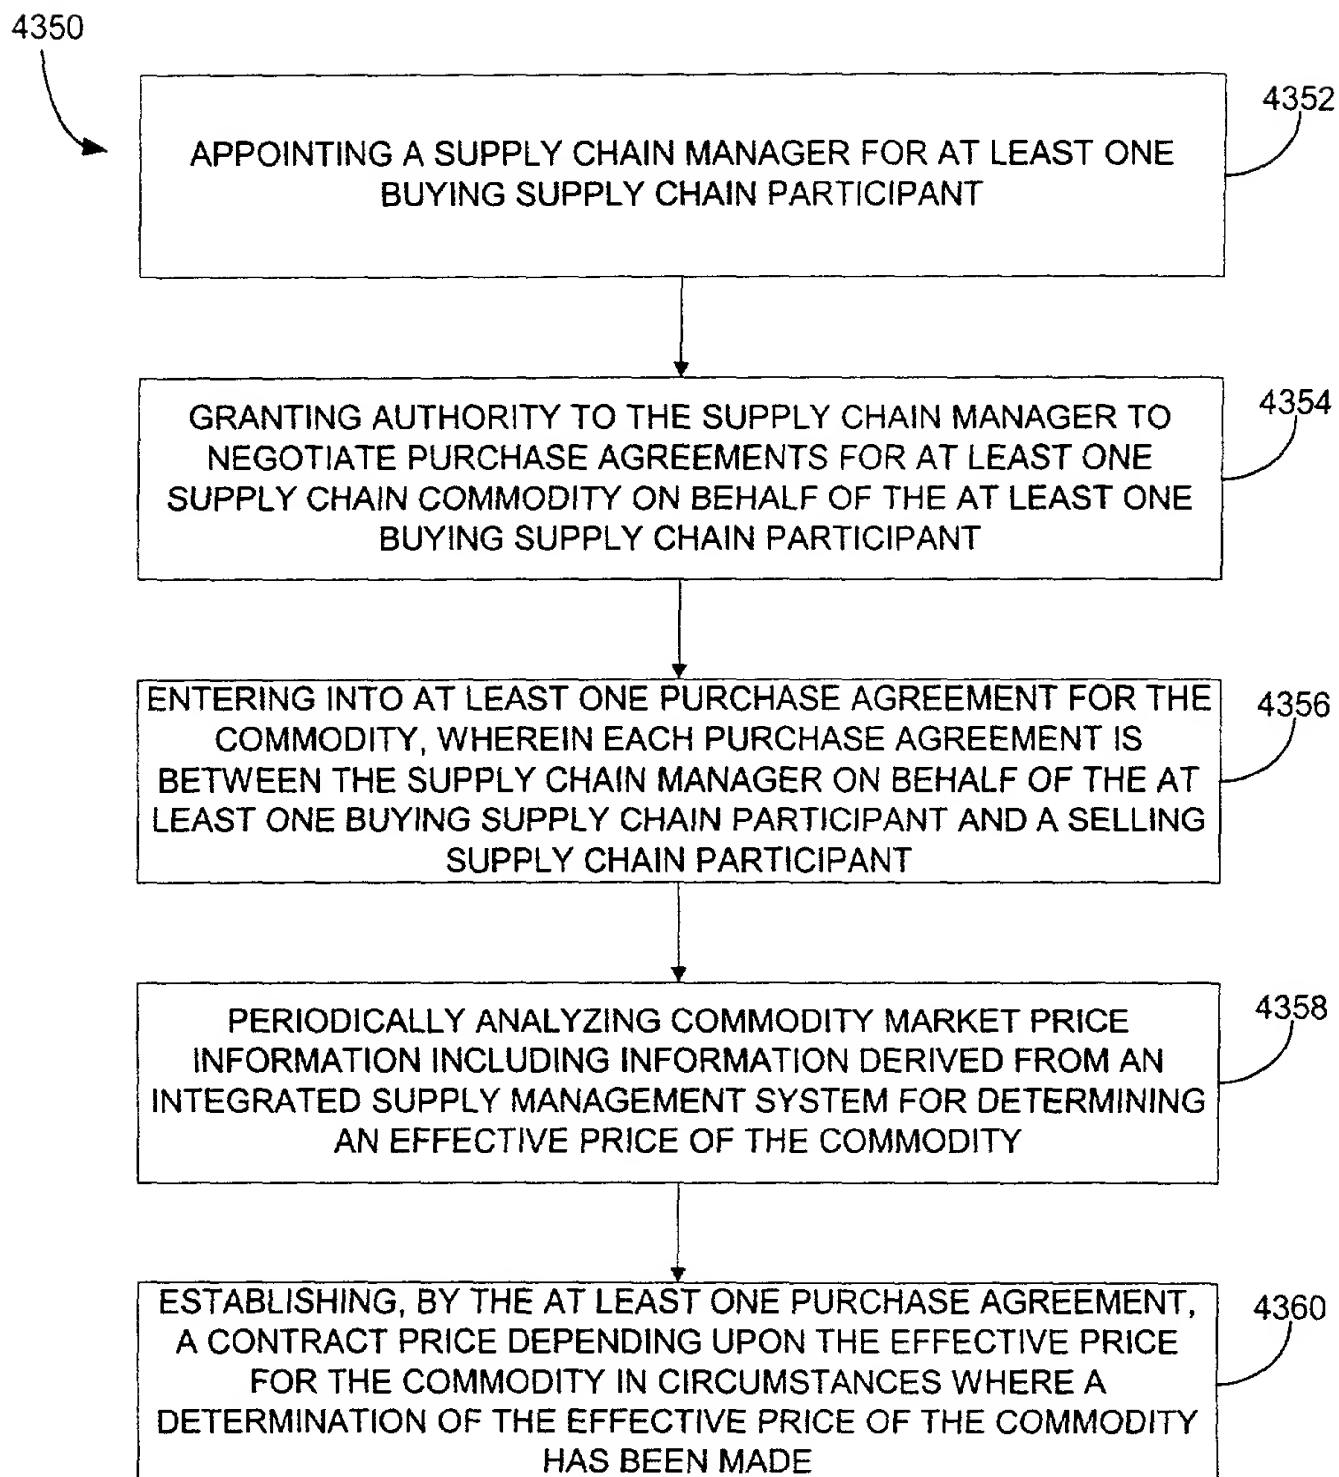 4350
4352
APPOINTING A SUPPLY CHAIN MANAGER FOR AT LEAST ONE
BUYING SUPPLY CHAIN PARTICIPANT
4354
GRANTING AUTHORITY TO THE SUPPLY CHAIN MANAGER TO
NEGOTIATE PURCHASE AGREEMENTS FOR AT LEAST ONE
SUPPLY CHAIN COMMODITY ON BEHALF OF THE AT LEAST ONE
BUYING SUPPLY CHAIN PARTICIPANT
4356
ENTERING INTO AT LEAST ONE PURCHASE AGREEMENT FOR THE
COMMODITY, WHEREIN EACH PURCHASE AGREEMENT IS
BETWEEN THE SUPPLY CHAIN MANAGER ON BEHALF OF THE AT
LEAST ONE BUYING SUPPLY CHAIN PARTICIPANT AND A SELLING
SUPPLY CHAIN PARTICIPANT
4358
PERIODICALLY ANALYZING COMMODITY MARKET PRICE
INFORMATION INCLUDING INFORMATION DERIVED FROM AN
INTEGRATED SUPPLY MANAGEMENT SYSTEM FOR DETERMINING
AN EFFECTIVE PRICE OF THE COMMODITY
4360
ESTABLISHING, BY THE AT LEAST ONE PURCHASE AGREEMENT,
A CONTRACT PRICE DEPENDING UPON THE EFFECTIVE PRICE
FOR THE COMMODITY IN CIRCUMSTANCES WHERE A
DETERMINATION OF THE EFFECTIVE PRICE OF THE COMMODITY
HAS BEEN MADE